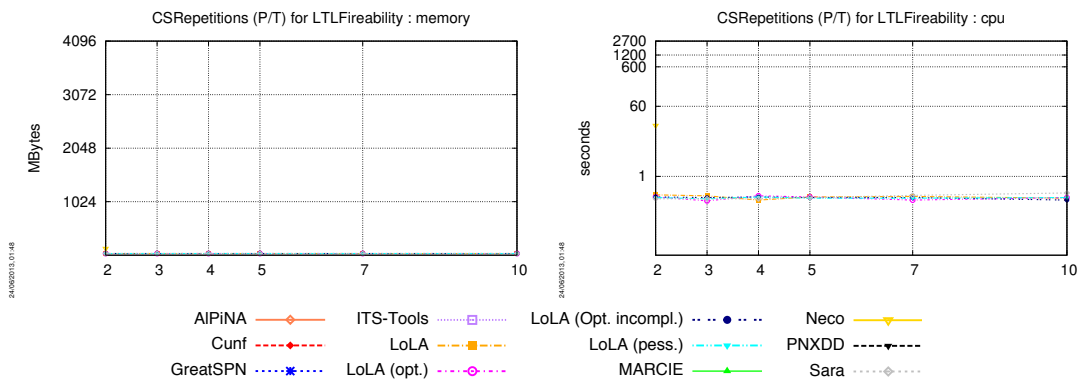 CSRepetitions (P/T) for LTLFireability : memory
4096
3072
2048
1024
MBytes
2 3 4 5 7 10
24/06/2013, 01:48
CSRepetitions (P/T) for LTLFireability : cpu
2700
1200
600
60
1
seconds
2 3 4 5 7 10
24/06/2013, 01:48
AlPiNA ITS-Tools LoLA (Opt. incompl.) Neco
Cunf LoLA LoLA (pess.) PNXDD
GreatSPN LoLA (opt.) MARCIE Sara